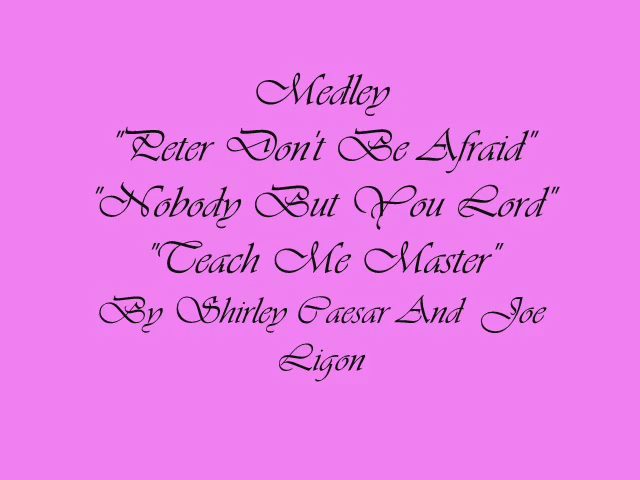 Medley
"Peter Don't Be Afraid"
"Nobody But You Lord"
"Teach Me Master"
By Shirley Caesar And Joe
Ligon